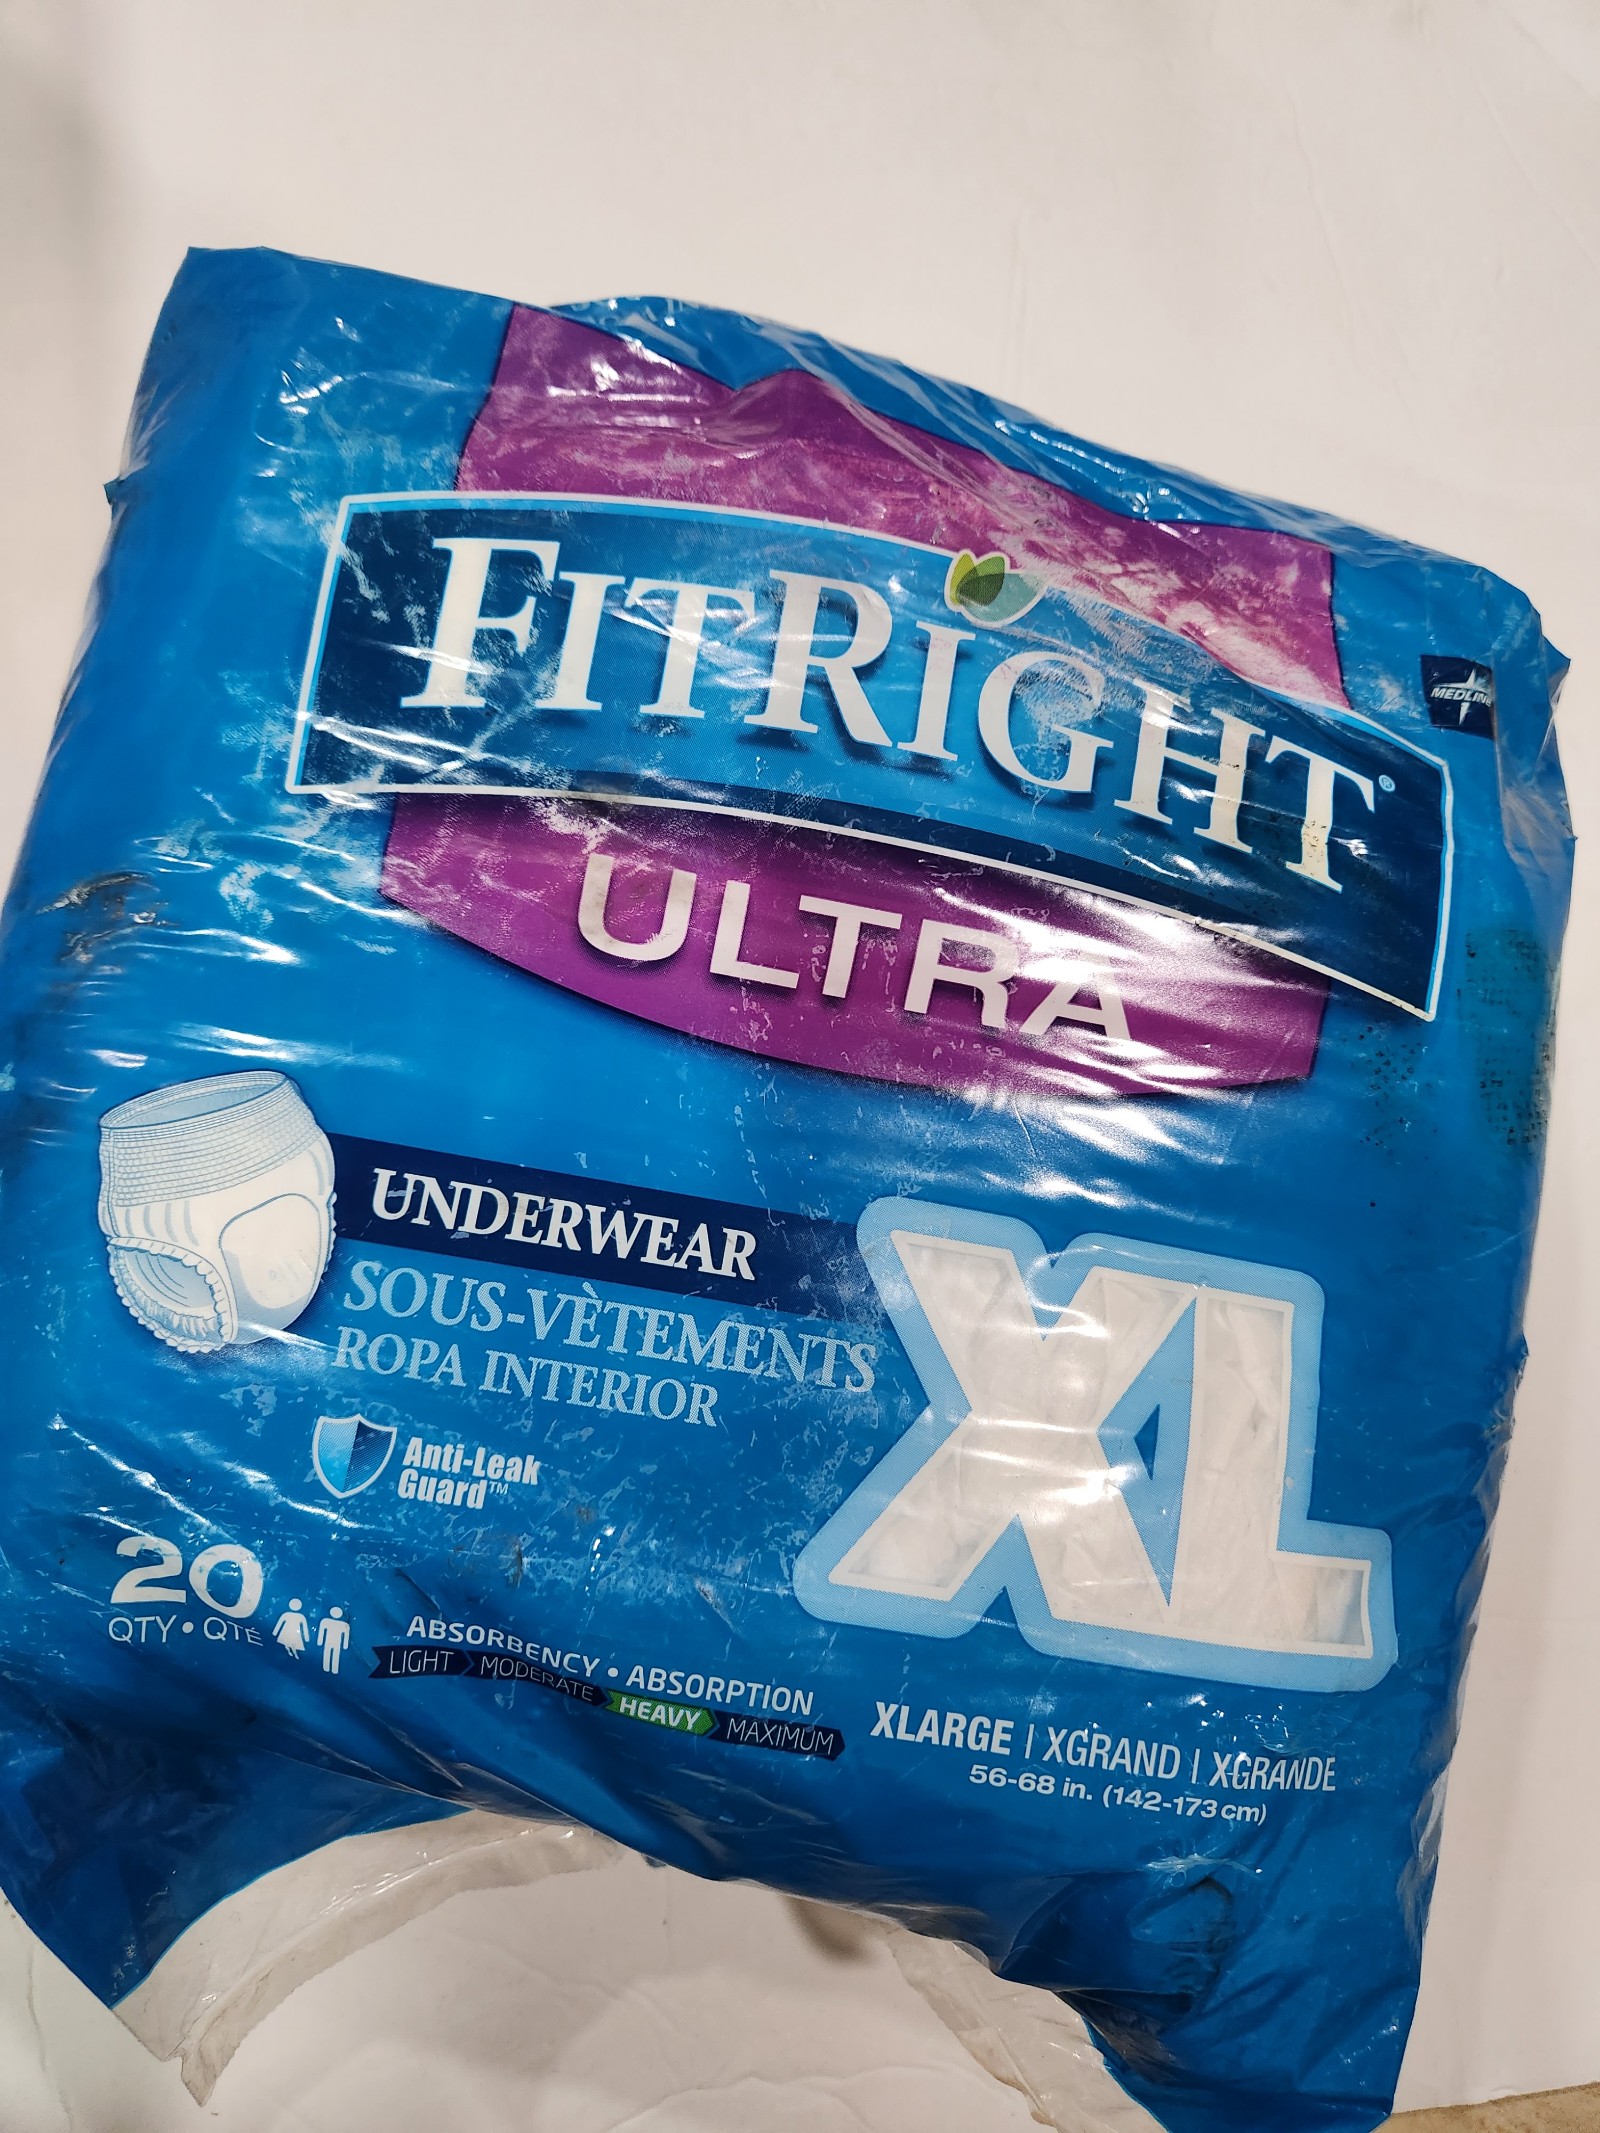 MEDLINE
FITRIGHT®
ULTRA
UNDERWEAR
SOUS-VÈTEMENTS
ROPA INTERIOR
Anti-Leak
Guard™
XL
20
QTY • QTÉ
ABSORBENCY • ABSORPTION
LIGHT MODERATE HEAVY MAXIMUM
XLARGE | XGRAND | XGRANDE
56-68 in. (142-173 cm)